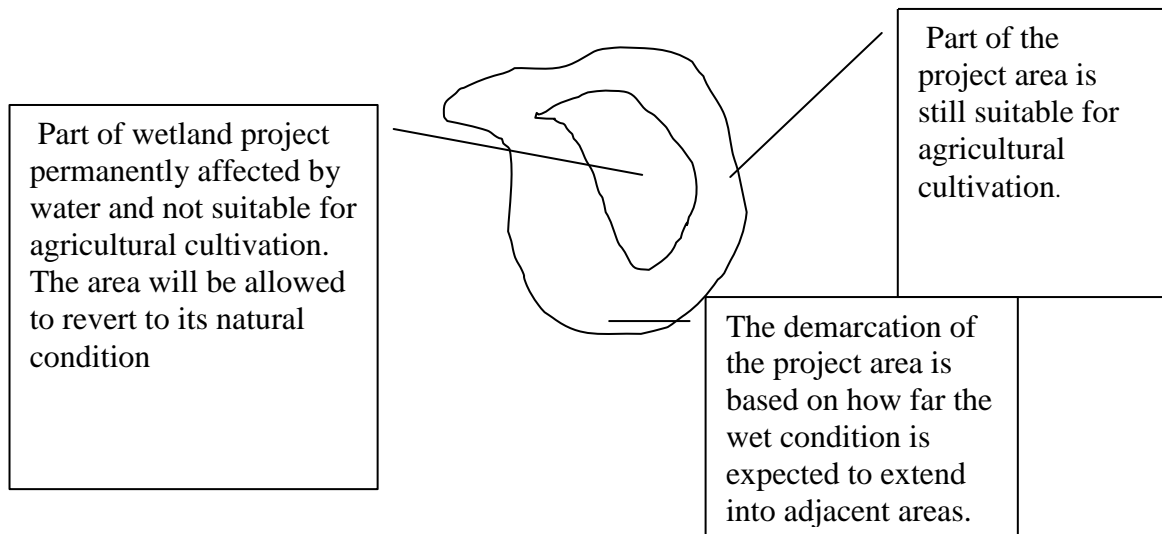 Part of wetland project
permanently affected by
water and not suitable for
agricultural cultivation.
The area will be allowed
to revert to its natural
condition
Part of the
project area is
still suitable for
agricultural
cultivation.
The demarcation of
the project area is
based on how far the
wet condition is
expected to extend
into adjacent areas.